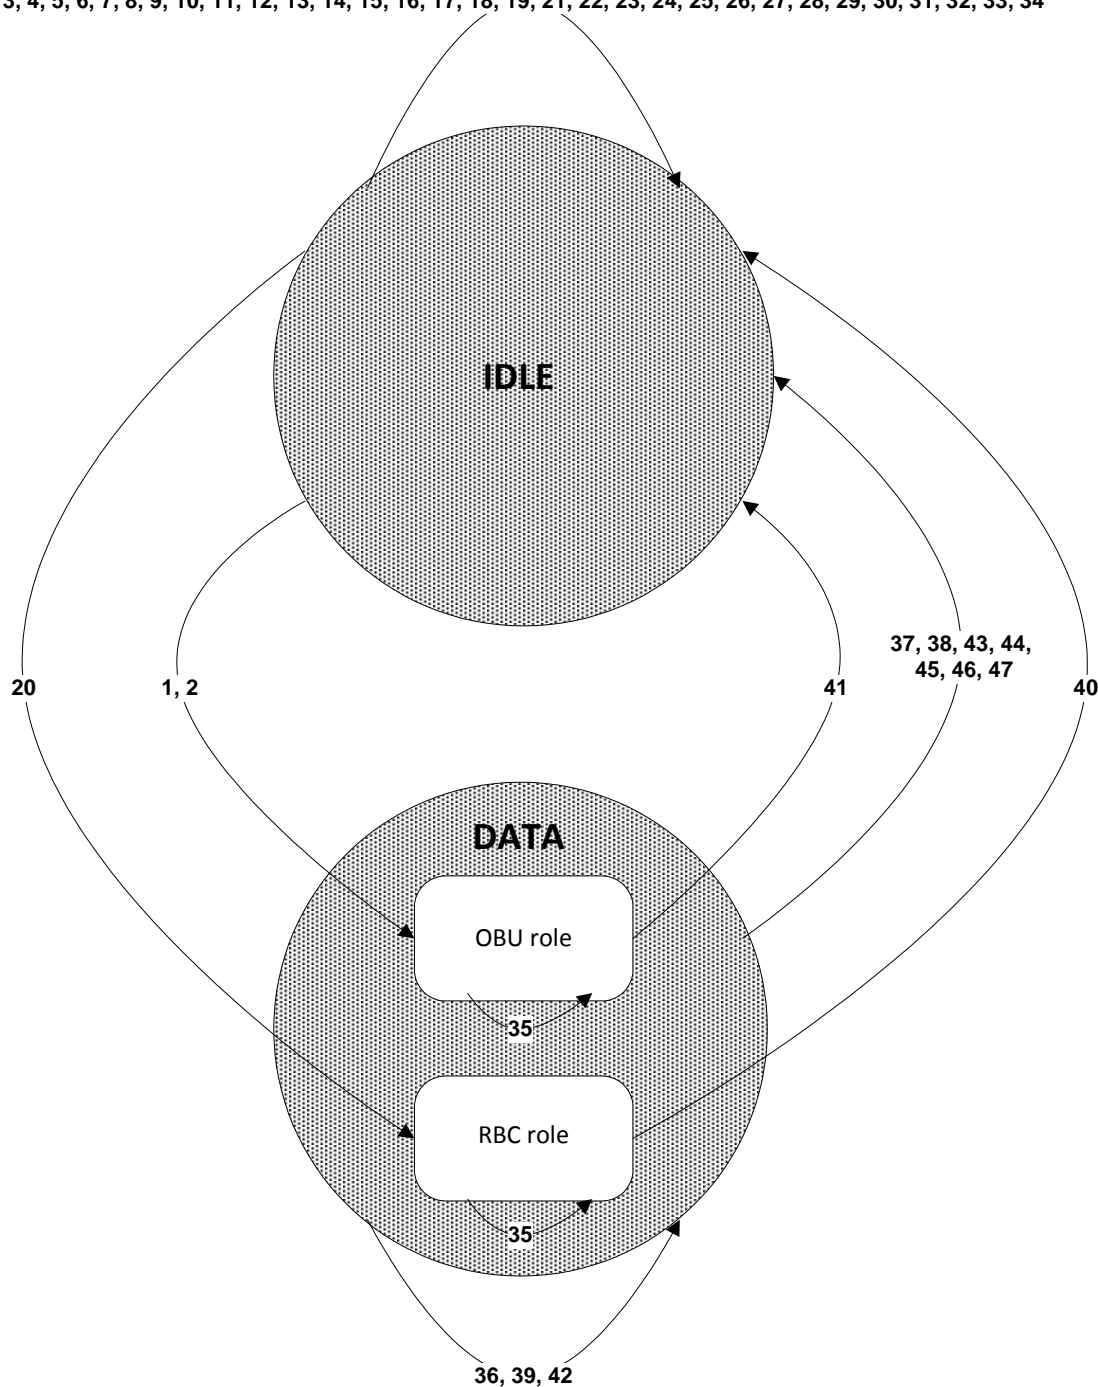 3, 4, 5, 6, 7, 8, 9, 10, 11, 12, 13, 14, 15, 16, 17, 18, 19, 21, 22, 23, 24, 25, 26, 27, 28, 29, 30, 31, 32, 33, 34
IDLE
37, 38, 43, 44,
45, 46, 47
20
1, 2
41
40
DATA
OBU role
35
RBC role
35
36, 39, 42